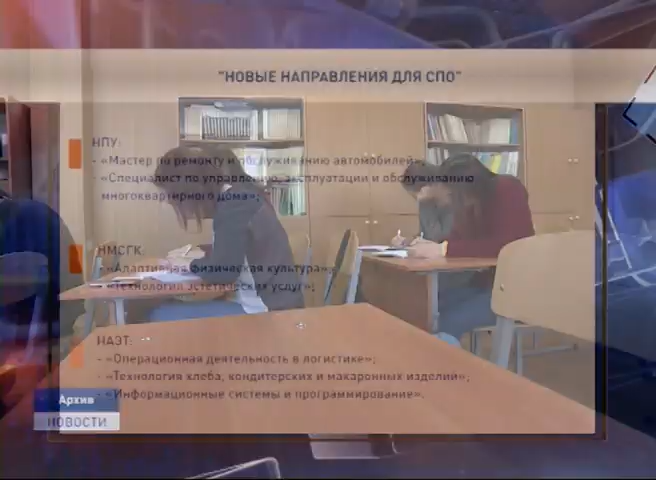 "НОВЫЕ НАПРАВЛЕНИЯ ДЛЯ СПО"
НПУ:
- «Мастер по ремонту и обслуживанию автомобилей»;
- «Специалист по управлению, эксплуатации и обслуживанию
многоквартирного дома»;
НМСГК:
- «Адаптивная физическая культура»;
- «Технология эстетических услуг»;
НАЭТ:
- «Операционная деятельность в логистике»;
- «Технология хлеба, кондитерских и макаронных изделий»;
- «Информационные системы и программирование».
Архив
НОВОСТИ